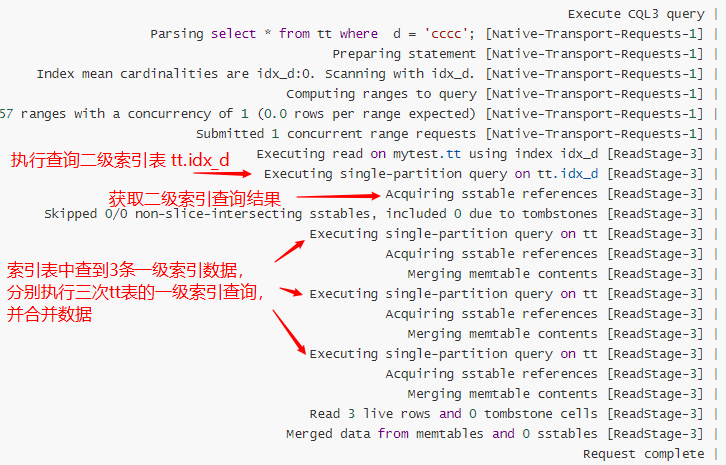 Execute CQL3 query |
Parsing select * from tt where  d = 'cccc'; [Native-Transport-Requests-1] |
Preparing statement [Native-Transport-Requests-1] |
Index mean cardinalities are idx_d:0. Scanning with idx_d. [Native-Transport-Requests-1] |
Computing ranges to query [Native-Transport-Requests-1] |
57 ranges with a concurrency of 1 (0.0 rows per range expected) [Native-Transport-Requests-1] |
Submitted 1 concurrent range requests [Native-Transport-Requests-1] |
执行查询二级索引表 tt.idx_d
Executing read on mytest.tt using index idx_d [ReadStage-3] |
Executing single-partition query on tt.idx_d [ReadStage-3] |
获取二级索引查询结果
Acquiring sstable references [ReadStage-3] |
Skipped 0/0 non-slice-intersecting sstables, included 0 due to tombstones [ReadStage-3] |
Executing single-partition query on tt [ReadStage-3] |
Acquiring sstable references [ReadStage-3] |
索引表中查到3条一级索引数据，
分别执行三次tt表的一级索引查询，
并合并数据
Merging memtable contents [ReadStage-3] |
Executing single-partition query on tt [ReadStage-3] |
Acquiring sstable references [ReadStage-3] |
Merging memtable contents [ReadStage-3] |
Executing single-partition query on tt [ReadStage-3] |
Acquiring sstable references [ReadStage-3] |
Merging memtable contents [ReadStage-3] |
Read 3 live rows and 0 tombstone cells [ReadStage-3] |
Merged data from memtables and 0 sstables [ReadStage-3] |
Request complete |